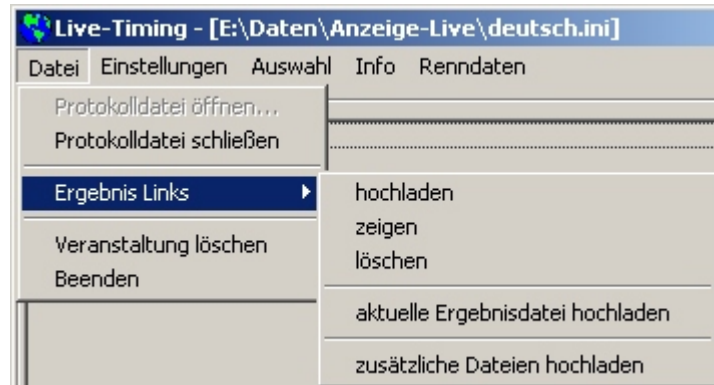 Live-Timing - [E:\Daten\Anzeige-Live\deutsch.ini]
Datei Einstellungen Auswahl Info Renndaten
Protokolldatei öffnen...
Protokolldatei schließen
Ergebnis Links
Veranstaltung löschen
Beenden
hochladen
zeigen
löschen
aktuelle Ergebnisdatei hochladen
zusätzliche Dateien hochladen